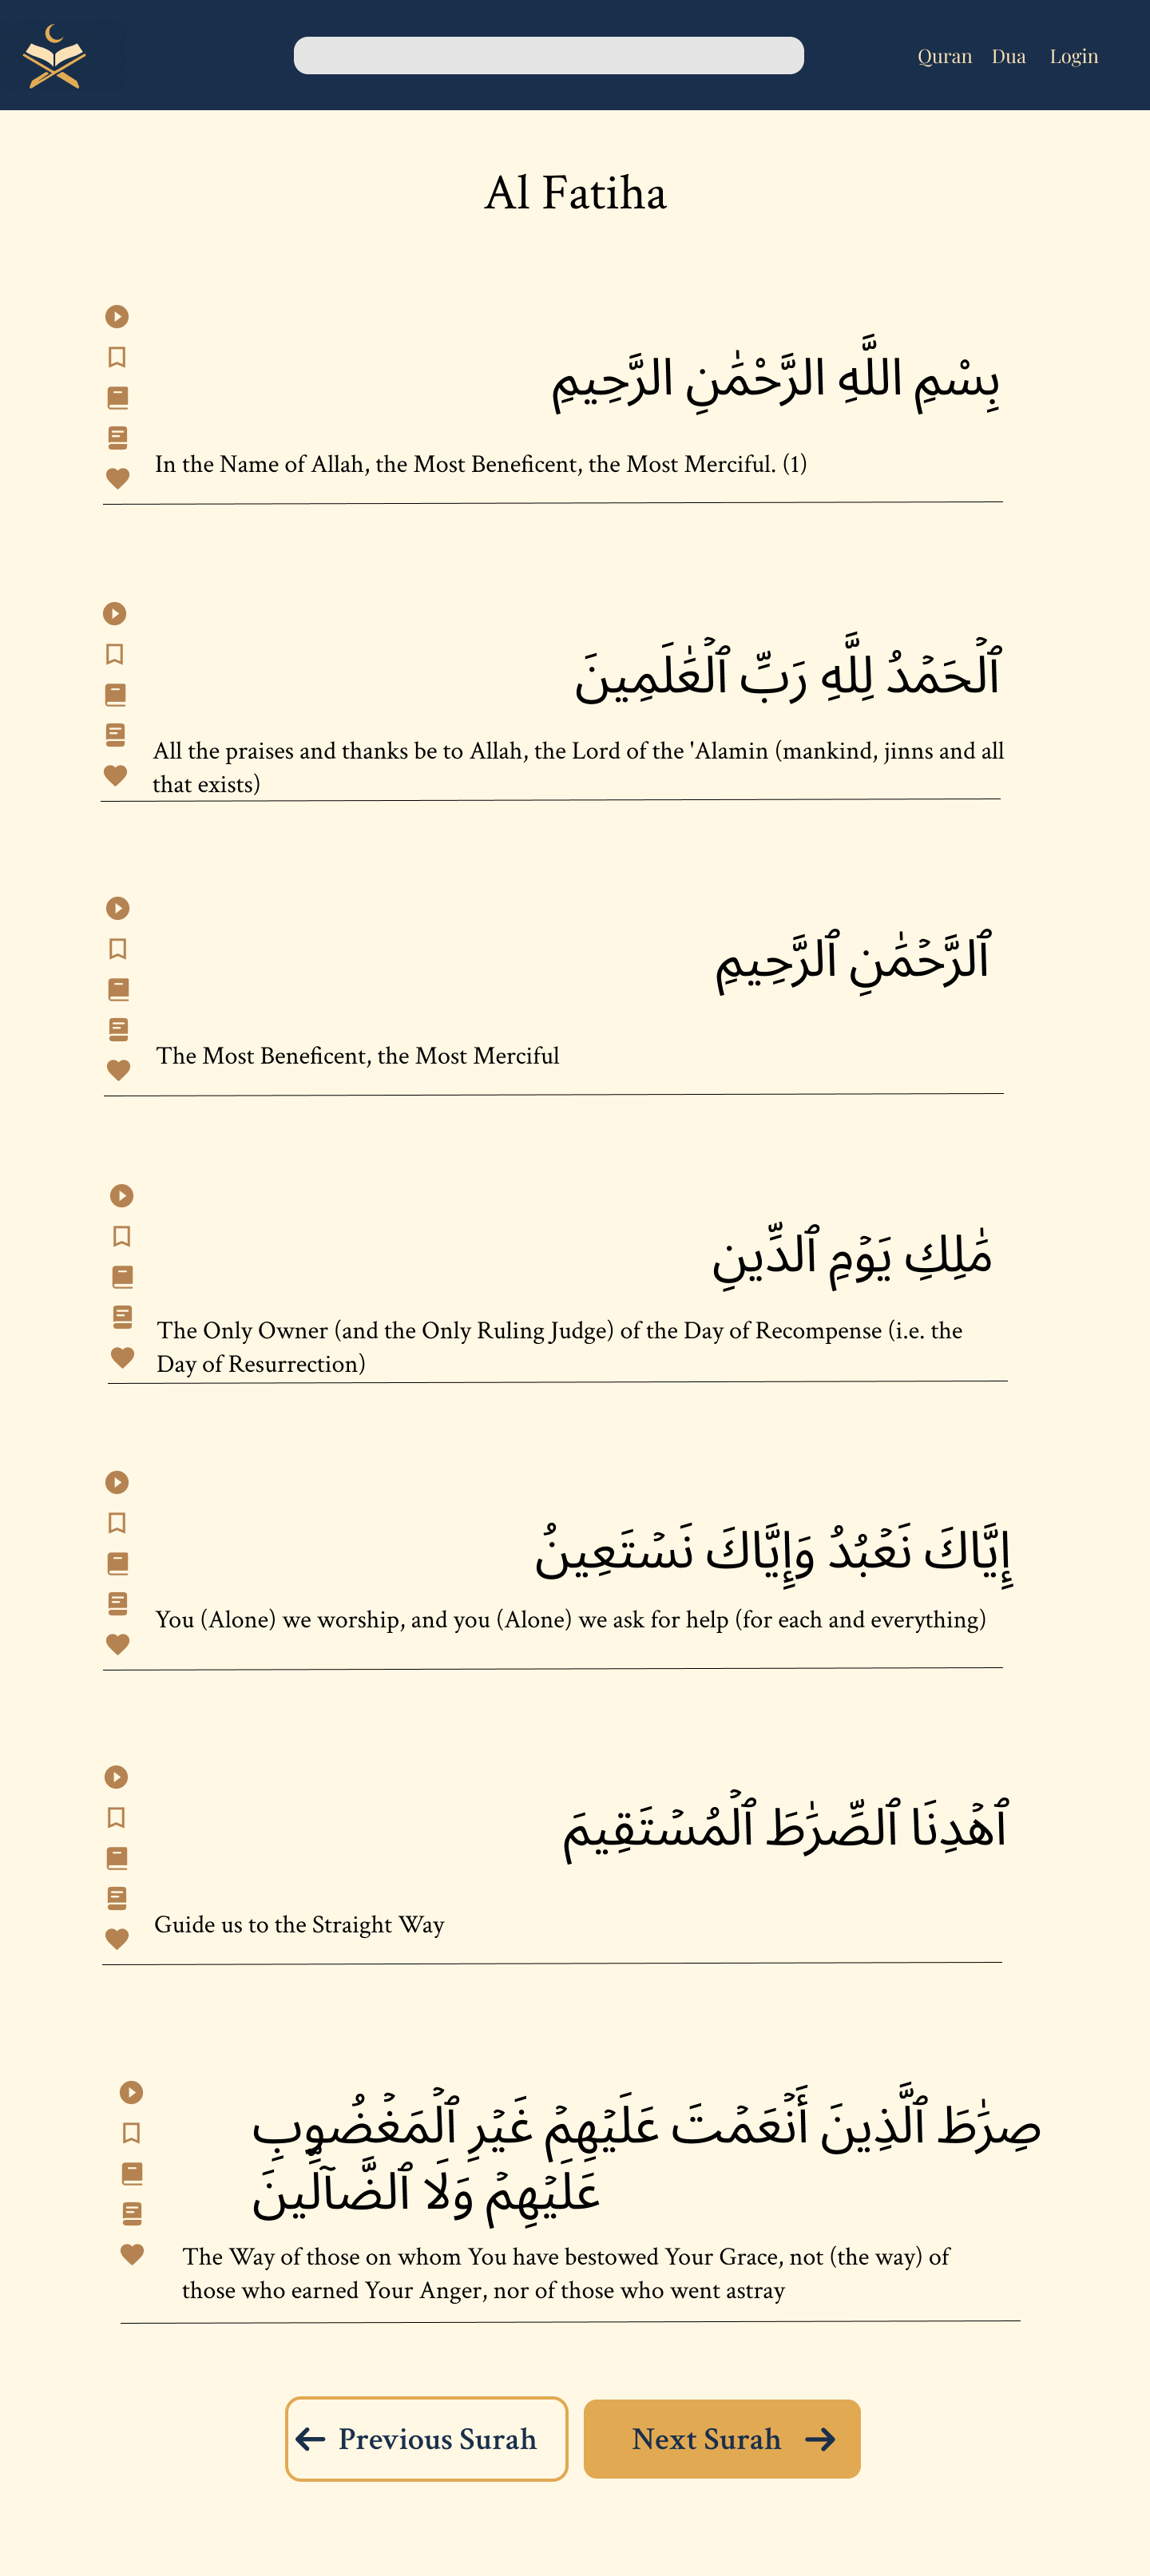 Quran Dua Login
Al Fatiha
بِسْمِ اللَّهِ الرَّحْمَٰنِ الرَّحِيمِ
In the Name of Allah, the Most Beneficent, the Most Merciful. (1)
ٱلْحَمْدُ لِلَّهِ رَبِّ ٱلْعَٰلَمِينَ
All the praises and thanks be to Allah, the Lord of the 'Alamin (mankind, jinns and all
that exists)
ٱلرَّحْمَٰنِ ٱلرَّحِيمِ
The Most Beneficent, the Most Merciful
مَٰلِكِ يَوْمِ ٱلدِّينِ
The Only Owner (and the Only Ruling Judge) of the Day of Recompense (i.e. the
Day of Resurrection)
إِيَّاكَ نَعْبُدُ وَإِيَّاكَ نَسْتَعِينُ
You (Alone) we worship, and you (Alone) we ask for help (for each and everything)
ٱهْدِنَا ٱلصِّرَٰطَ ٱلْمُسْتَقِيمَ
Guide us to the Straight Way
صِرَٰطَ ٱلَّذِينَ أَنْعَمْتَ عَلَيْهِمْ غَيْرِ ٱلْمَغْضُوبِ
عَلَيْهِمْ وَلَا ٱلضَّآلِّينَ
The Way of those on whom You have bestowed Your Grace, not (the way) of
those who earned Your Anger, nor of those who went astray
Previous Surah
Next Surah